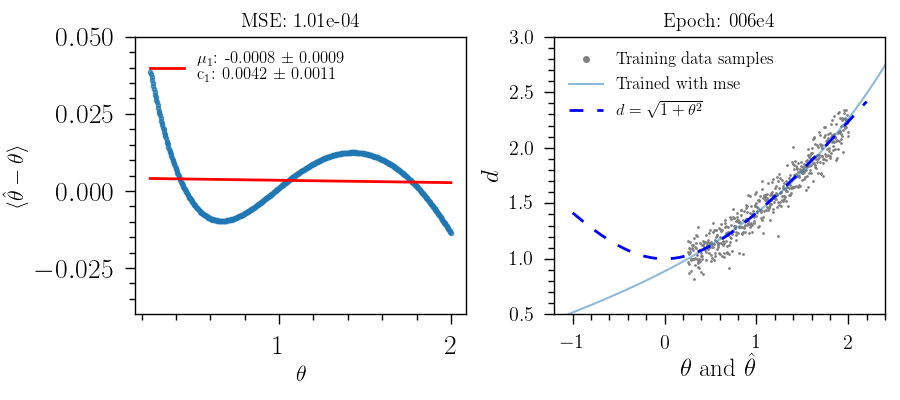 MSE: 1.01e-04
μ₁: -0.0008 ± 0.0009
c₁: 0.0042 ± 0.0011
0.050
0.025
0.000
−0.025
⟨θ̂ − θ⟩
1
2
θ
Epoch: 006e4
Training data samples
Trained with mse
d = √1 + θ²
3.0
2.5
2.0
1.5
1.0
0.5
d
−1
0
1
2
θ and θ̂